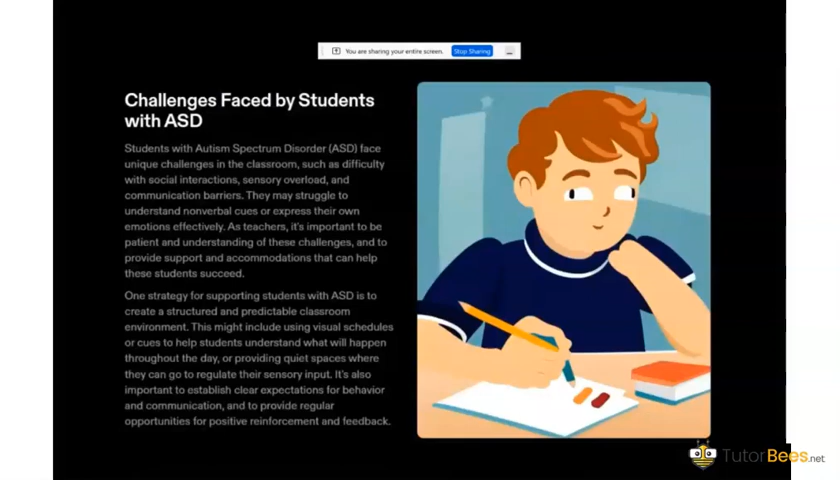 You are sharing your entire screen. Stop Sharing
Challenges Faced by Students
with ASD
Students with Autism Spectrum Disorder (ASD) face
unique challenges in the classroom, such as difficulty
with social interactions, sensory overload, and
communication barriers. They may struggle to
understand nonverbal cues or express their own
emotions effectively. As teachers, it's important to be
patient and understanding of these challenges, and to
provide support and accommodations that can help
these students succeed.
One strategy for supporting students with ASD is to
create a structured and predictable classroom
environment. This might include using visual schedules
or cues to help students understand what will happen
throughout the day, or providing quiet spaces where
they can go to regulate their sensory input. It's also
important to establish clear expectations for behavior
and communication, and to provide regular
opportunities for positive reinforcement and feedback.
TutorBees.net